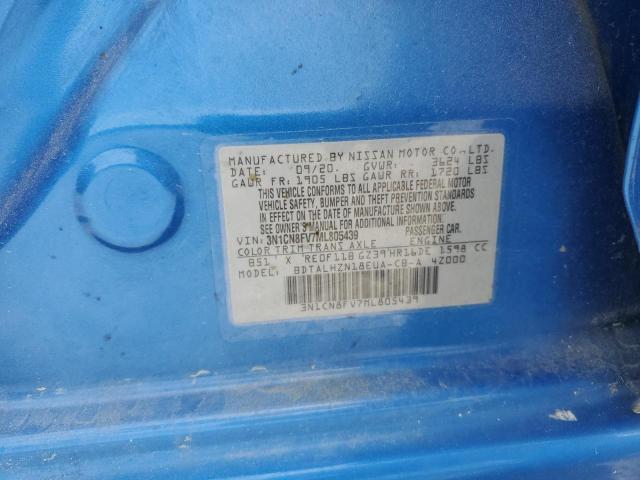 MANUFACTURED BY NISSAN MOTOR CO.,LTD.
DATE: 09/20. GVWR: 3624 LBS
GAWR FR: 1905 LBS GAWR RR: 1720 LBS
THIS VEHICLE CONFORMS TO ALL APPLICABLE FEDERAL MOTOR
VEHICLE SAFETY, BUMPER AND THEFT PREVENTION STANDARDS
IN EFFECT ON THE DATE OF MANUFACTURE SHOWN ABOVE.
SEE OWNER'S MANUAL FOR ADDITIONAL INFORMATION.
VIN: 3N1CN8FV7ML805439 PASSENGER CAR.
COLOR TRIM TRANS AXLE ENGINE
B51 X RE0F11B GZ39 HR16DE 1598 CC
MODEL: BDTALHZN18EUA-CB-A 4Z000
3N1CN8FV7ML805439